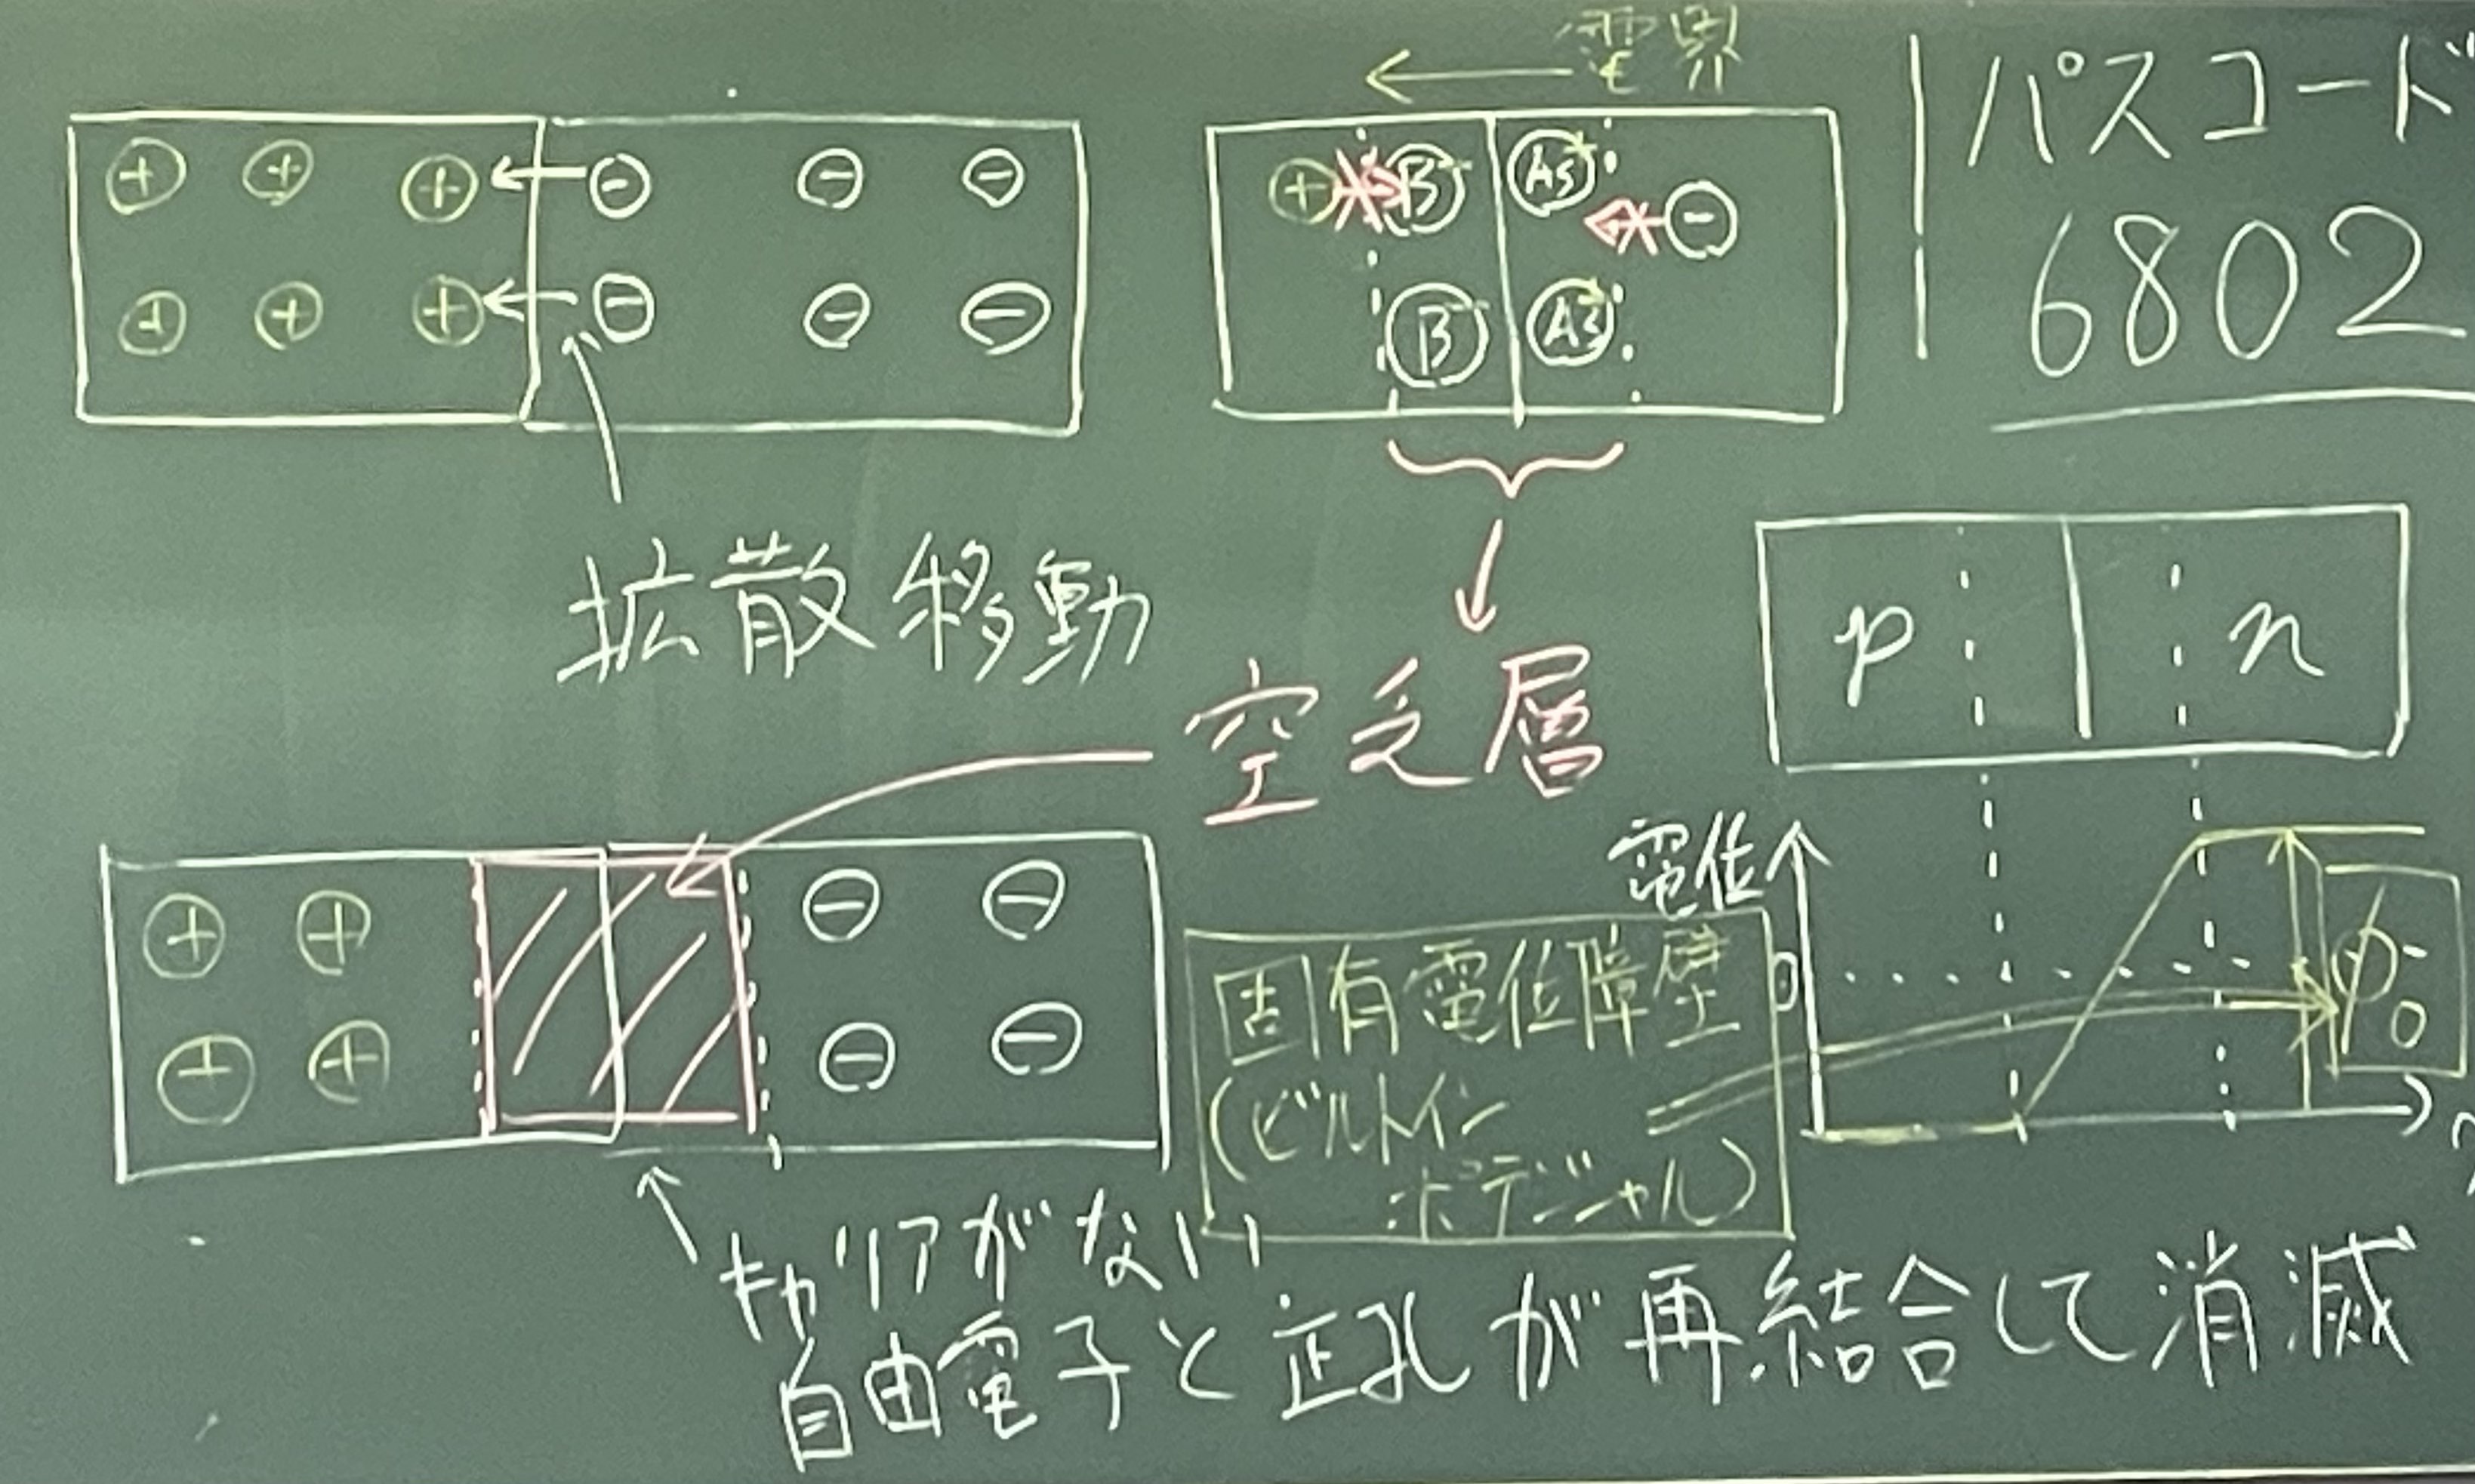 電界
パスコード
6802
⊕ ⊕ ⊕ ⊖ ⊖ ⊖
⊕ ⊕ ⊕ ⊖ ⊖ ⊖
⊕ B⁻ As⁺ ⊖
B⁻ As⁺
拡散移動
空乏層
p n
⊕ ⊕ ⊖ ⊖
⊕ ⊕ ⊖ ⊖
電位
0
φ₀
固有電位障壁
(ビルトイン
ポテンシャル)
キャリアがない
自由電子と正孔が再結合して消滅